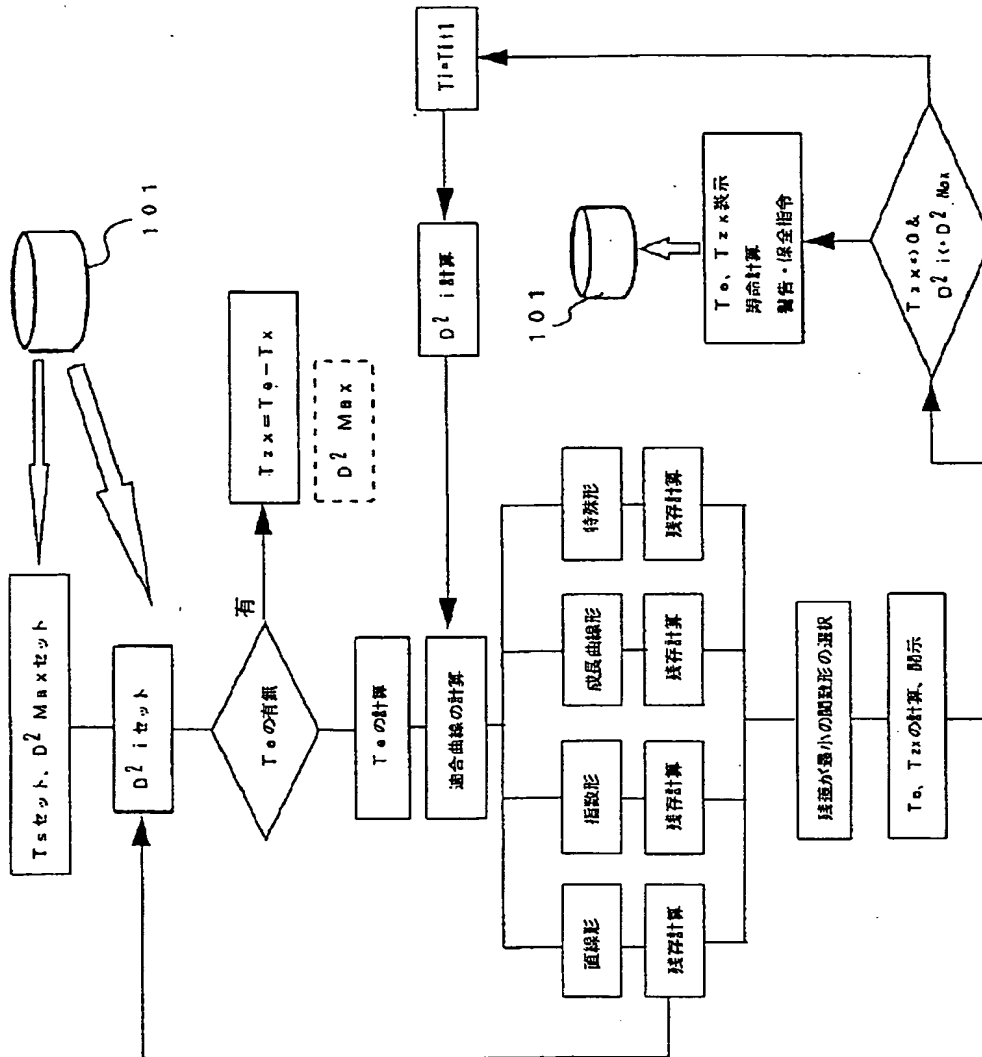 101
Tsセット、D² Maxセット
D² iセット
Teの有無
有
Tzx=Te-Tx
D² Max
Teの計算
適合曲線の計算
D² i計算
Ti=Ti+1
直線形
指数形
成長曲線形
特殊形
残存計算
残存計算
残存計算
残存計算
残渣が最小の関数形の選択
Te、Tzxの計算、開示
Tzx=>0&
D² i<・D² Max
Te、Tzx表示
寿命計算
警告・保全指令
101